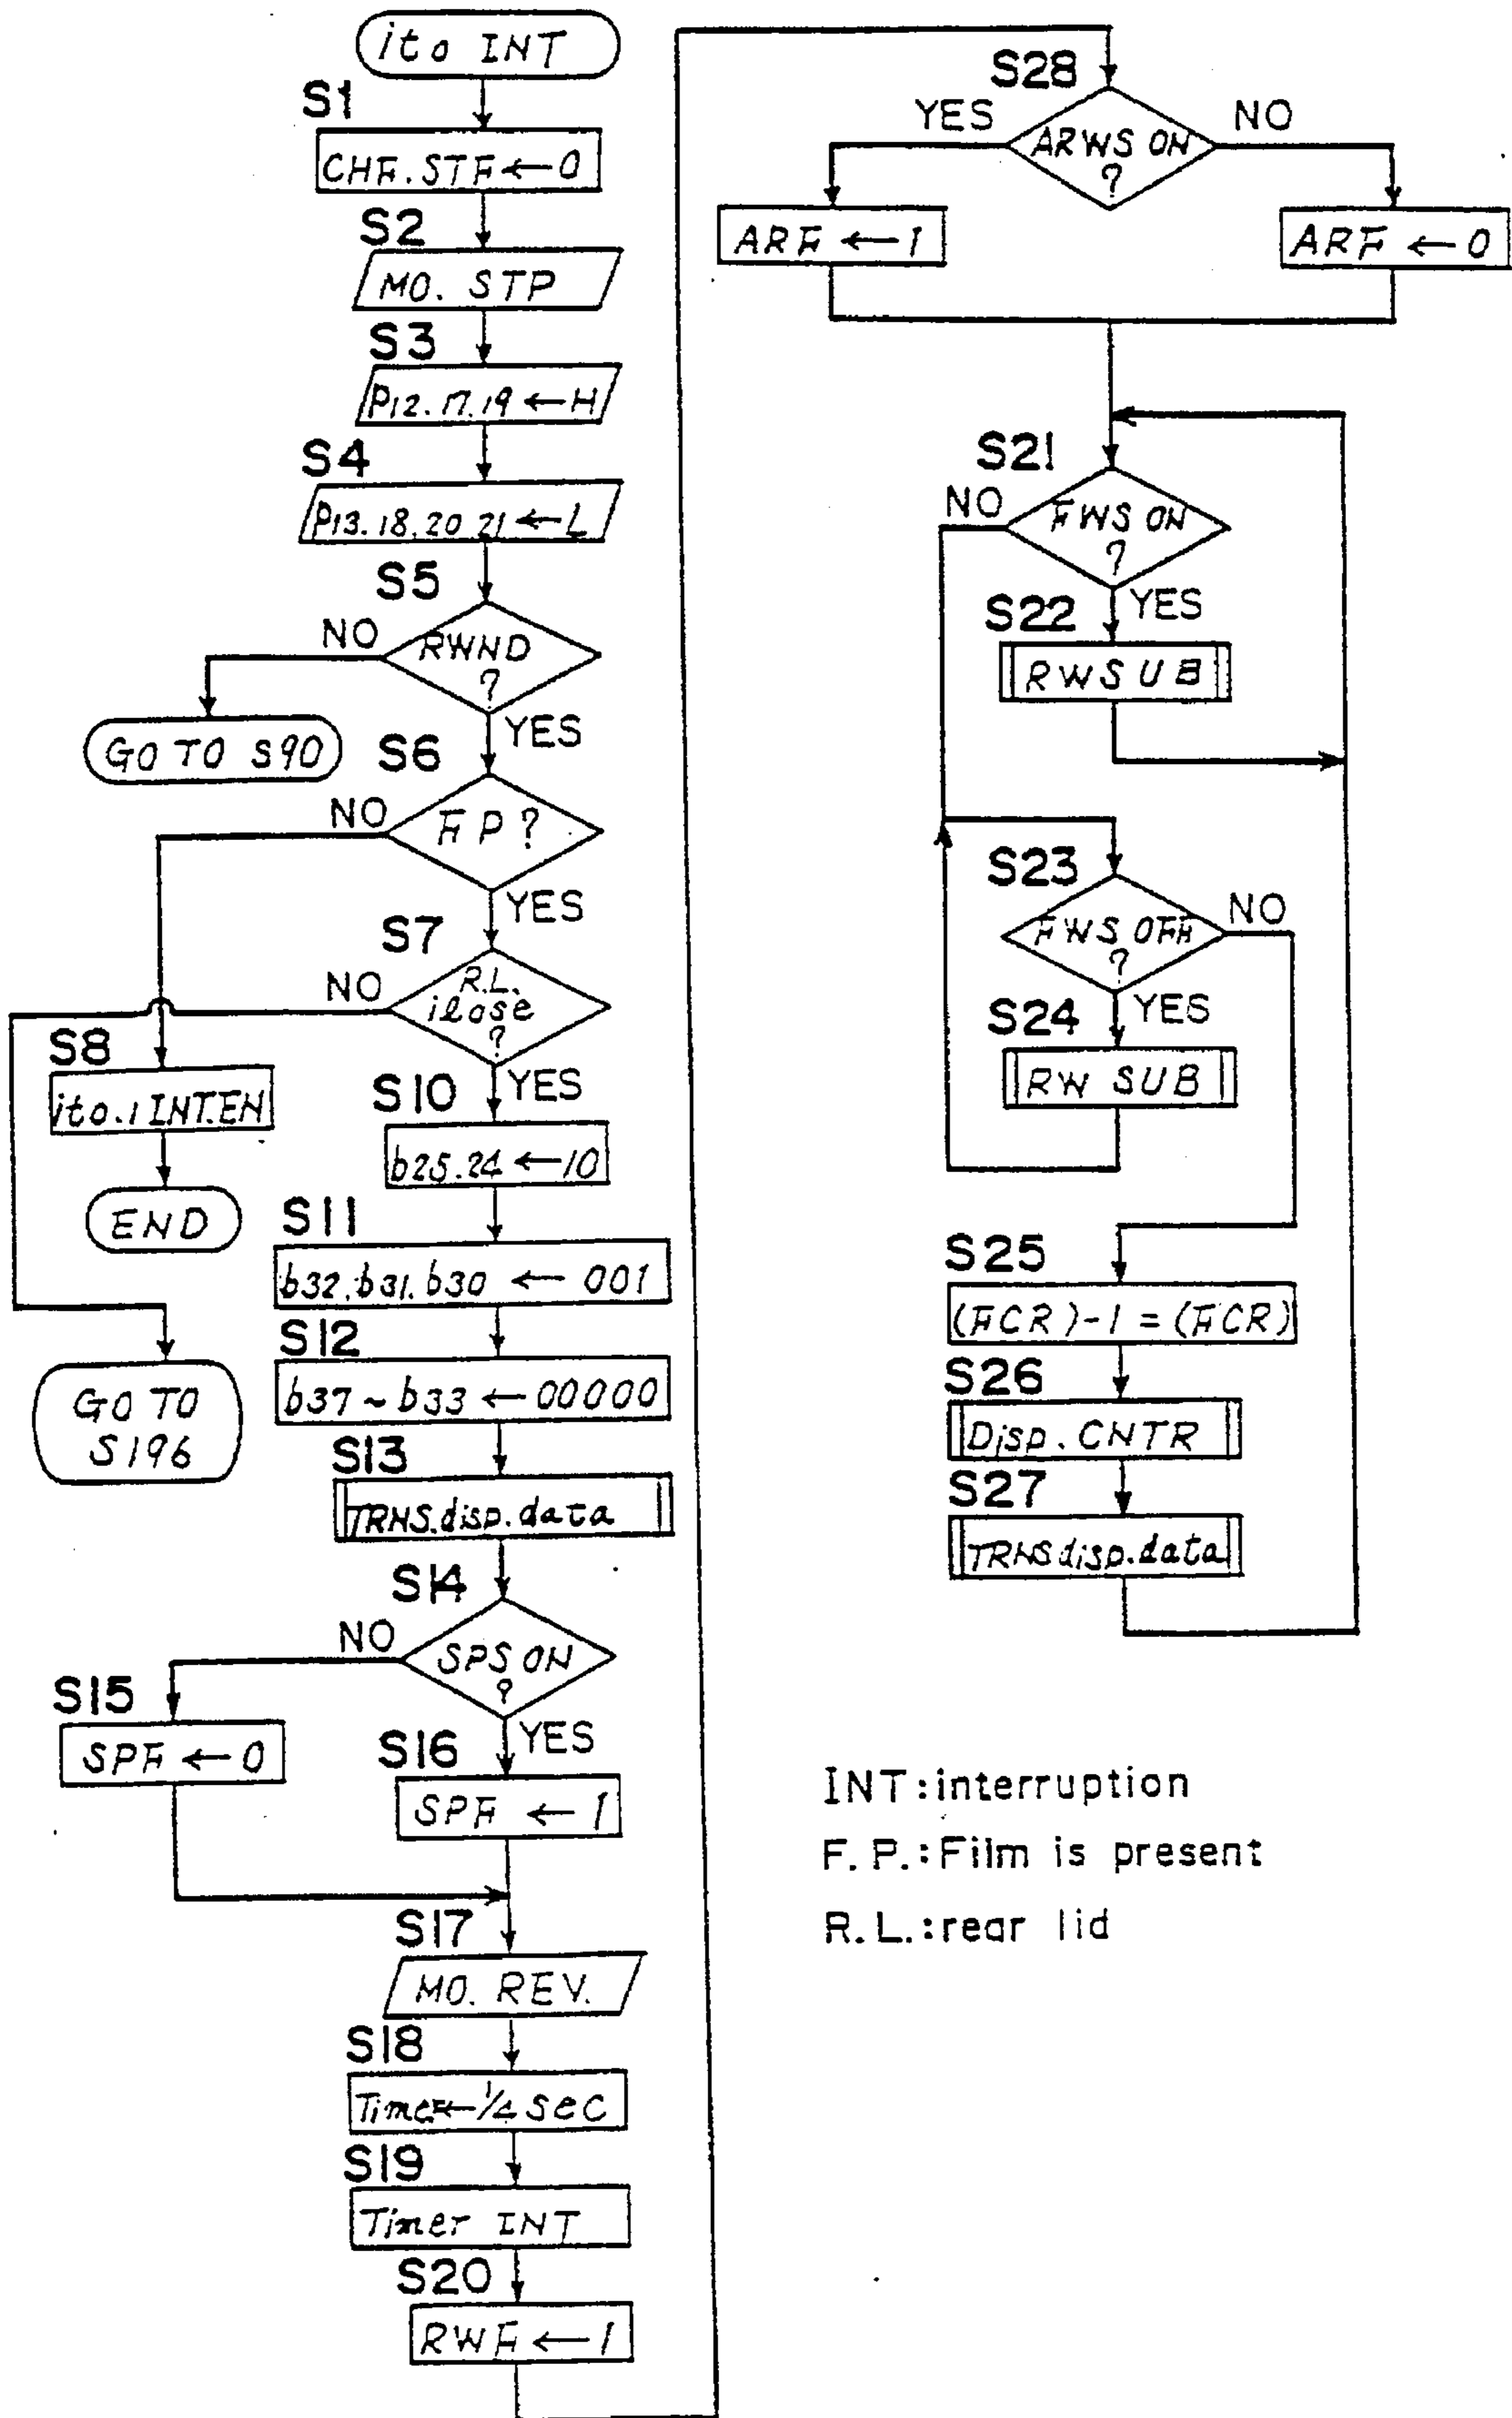 ito INT
S1
CHF.STF←0
S2
MO. STP
S3
P12.17.19←H
S4
P13.18.20.21←L
S5
RWND
?
NO
YES
GO TO S90
S6
FP?
NO
YES
S7
R.L.
close
?
NO
YES
S8
ito.1 INT.EN
END
GO TO
S196
S10
b25.24←10
S11
b32.b31.b30 ← 001
S12
b37~b33←00000
S13
TRNS.disp.data
S14
SPS ON
?
NO
YES
S15
SPF←0
S16
SPF ←1
S17
MO. REV.
S18
Timer←1/4 sec
S19
Timer INT
S20
RWF←1
S28
YES
ARWS ON
?
NO
ARF ←1
ARF ←0
S21
NO
FWS ON
?
YES
S22
RWSUB
S23
FWS OFF
?
NO
YES
S24
RW SUB
S25
(FCR)-1=(FCR)
S26
Disp.CNTR
S27
TRNS disp.data
INT:interruption
F.P.:Film is present
R.L.:rear lid